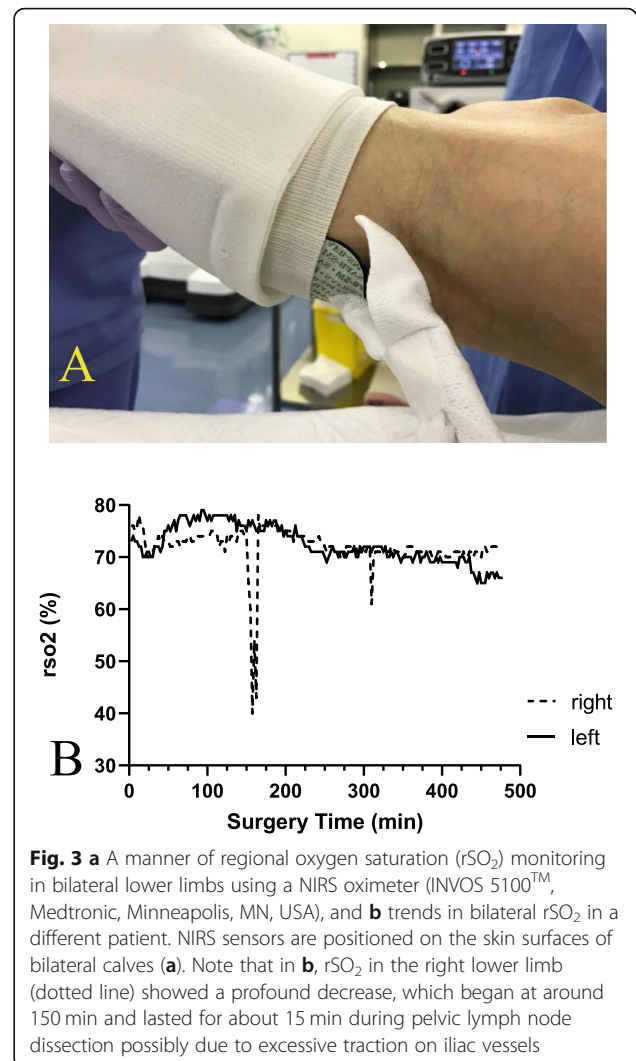 A
80
70
60
50
40
30
rso2 (%)
0 100 200 300 400 500
Surgery Time (min)
right
left
B
Fig. 3 a A manner of regional oxygen saturation (rSO₂) monitoring
in bilateral lower limbs using a NIRS oximeter (INVOS 5100™,
Medtronic, Minneapolis, MN, USA), and b trends in bilateral rSO₂ in a
different patient. NIRS sensors are positioned on the skin surfaces of
bilateral calves (a). Note that in b, rSO₂ in the right lower limb
(dotted line) showed a profound decrease, which began at around
150 min and lasted for about 15 min during pelvic lymph node
dissection possibly due to excessive traction on iliac vessels